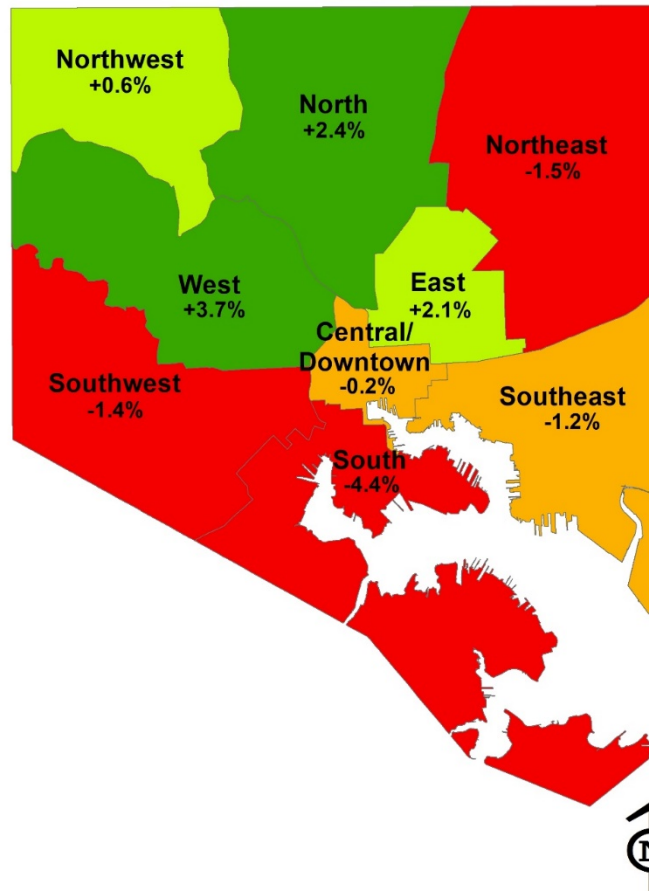 Northwest
+0.6%
North
+2.4%
Northeast
-1.5%
West
+3.7%
East
+2.1%
Central/
Downtown
-0.2%
Southwest
-1.4%
Southeast
-1.2%
South
-4.4%
N